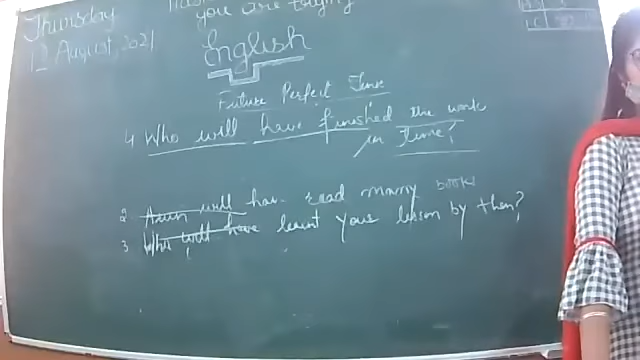 Thursday
12 August, 2021
you are trying
English
Future Perfect Tense
4 Who will have finished the work
in time?
2 Arun will have read many books
3 Who will have learnt your lesson by then?